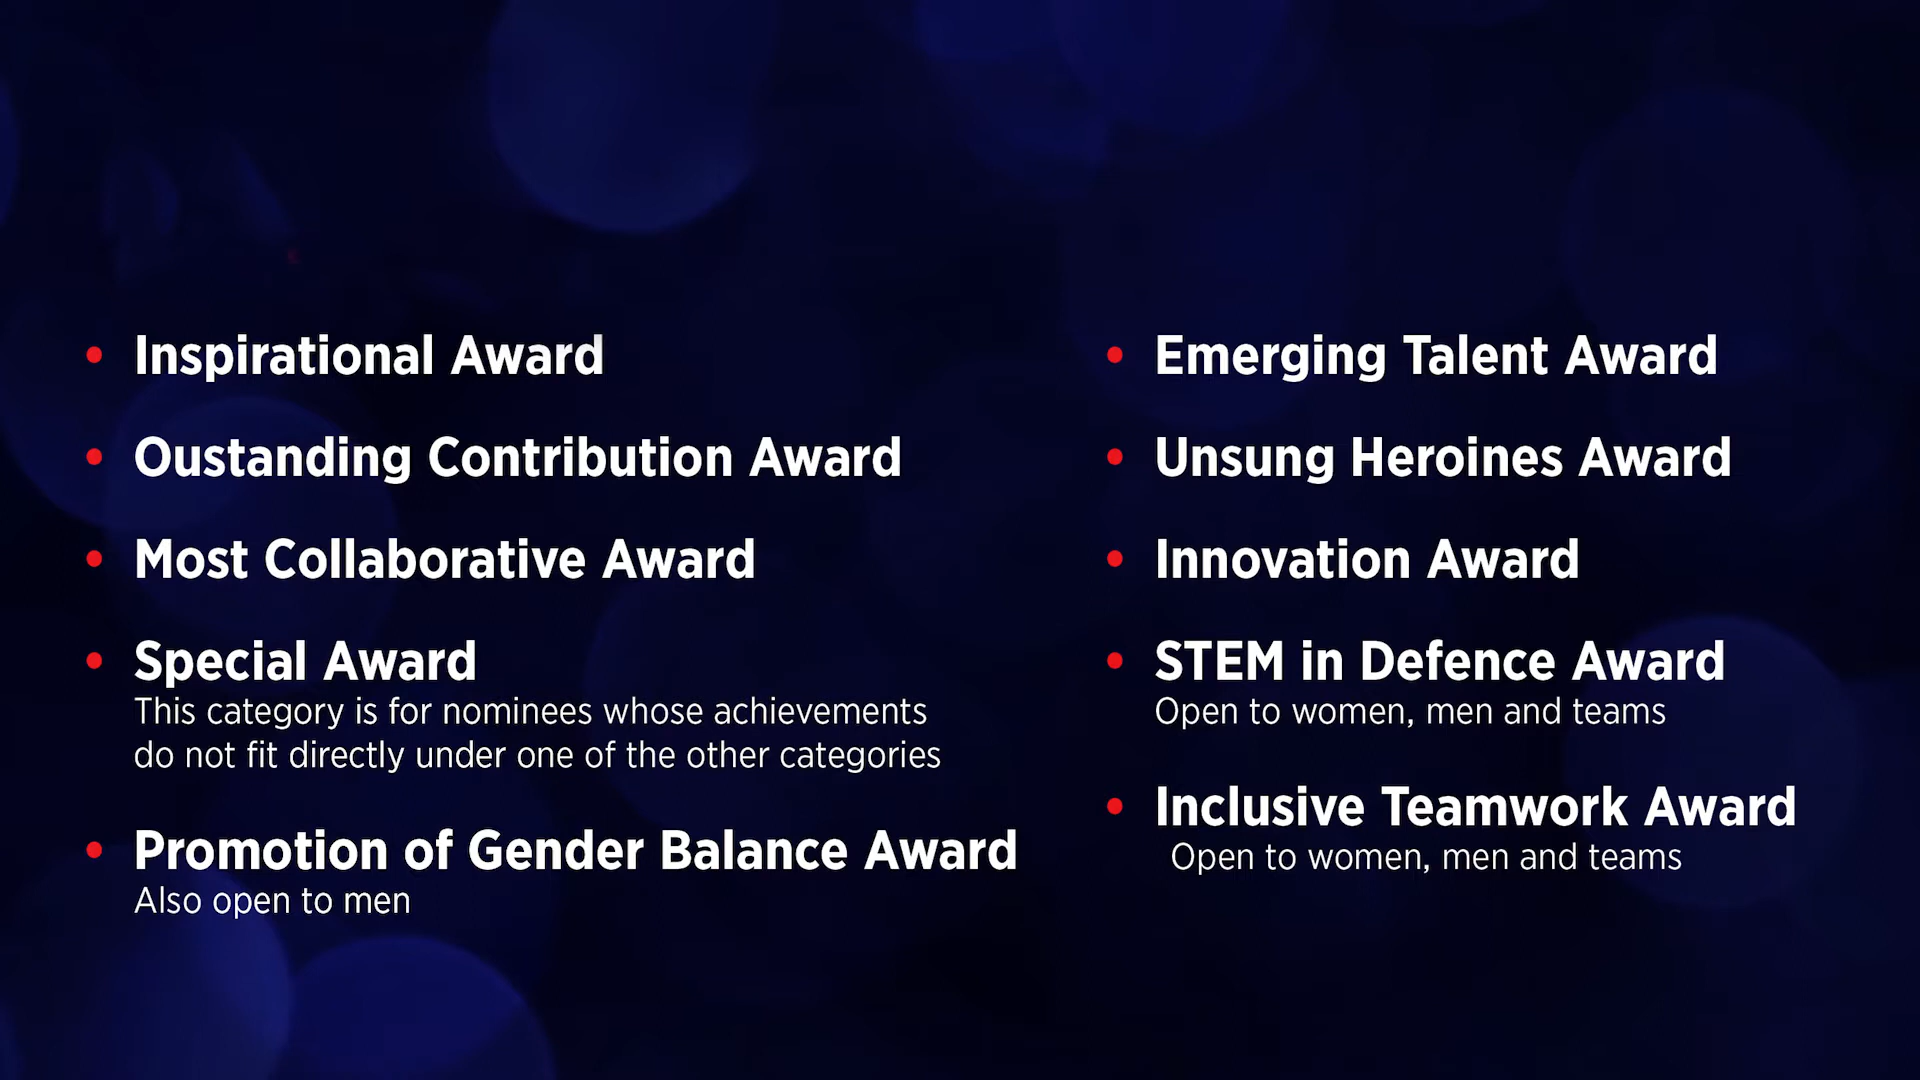 • Inspirational Award
• Oustanding Contribution Award
• Most Collaborative Award
• Special Award
This category is for nominees whose achievements
do not fit directly under one of the other categories
• Promotion of Gender Balance Award
Also open to men
• Emerging Talent Award
• Unsung Heroines Award
• Innovation Award
• STEM in Defence Award
Open to women, men and teams
• Inclusive Teamwork Award
Open to women, men and teams